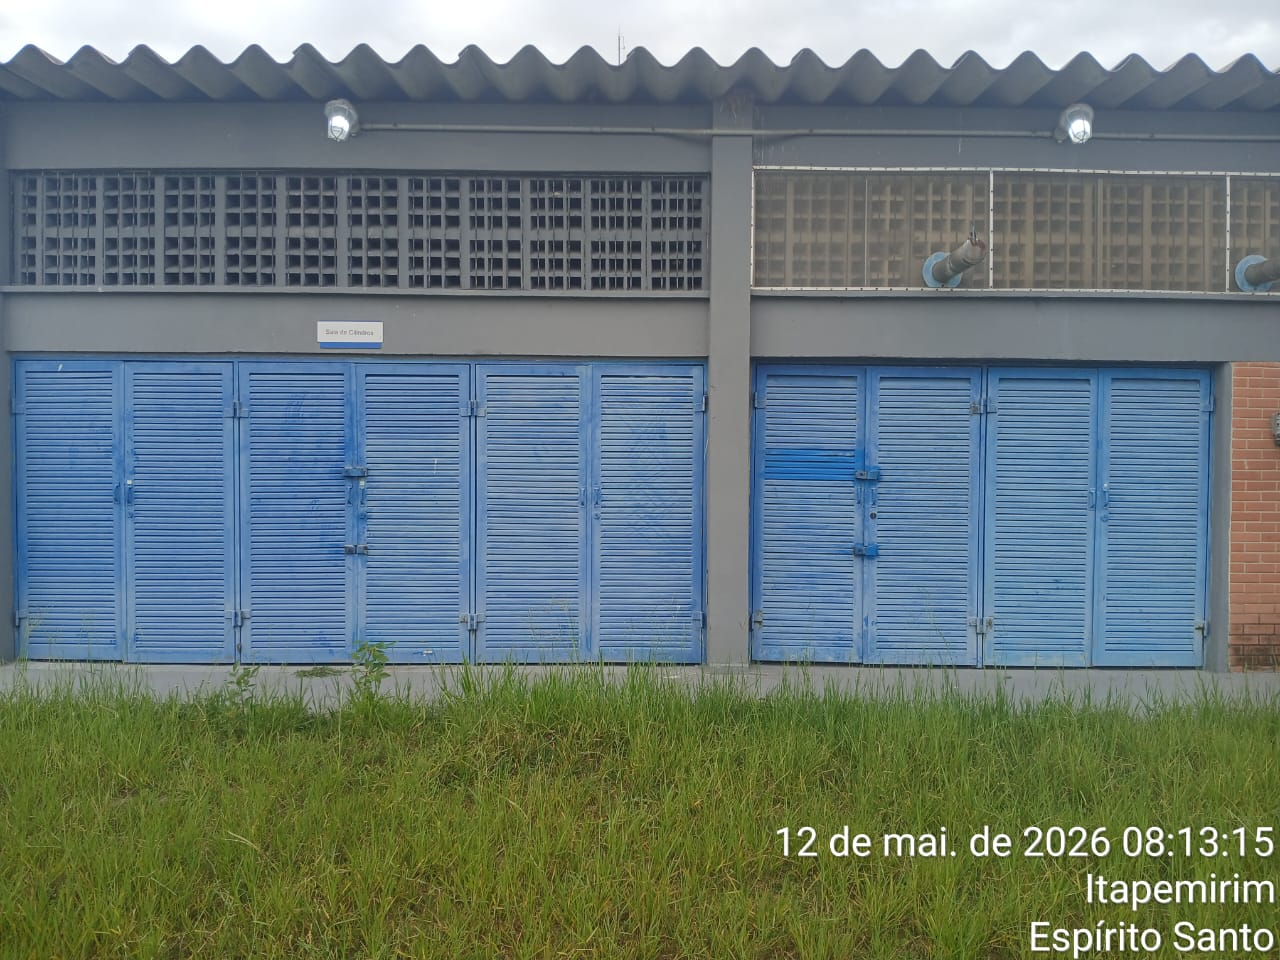 Sala de Cilindros
12 de mai. de 2026 08:13:15
Itapemirim
Espírito Santo